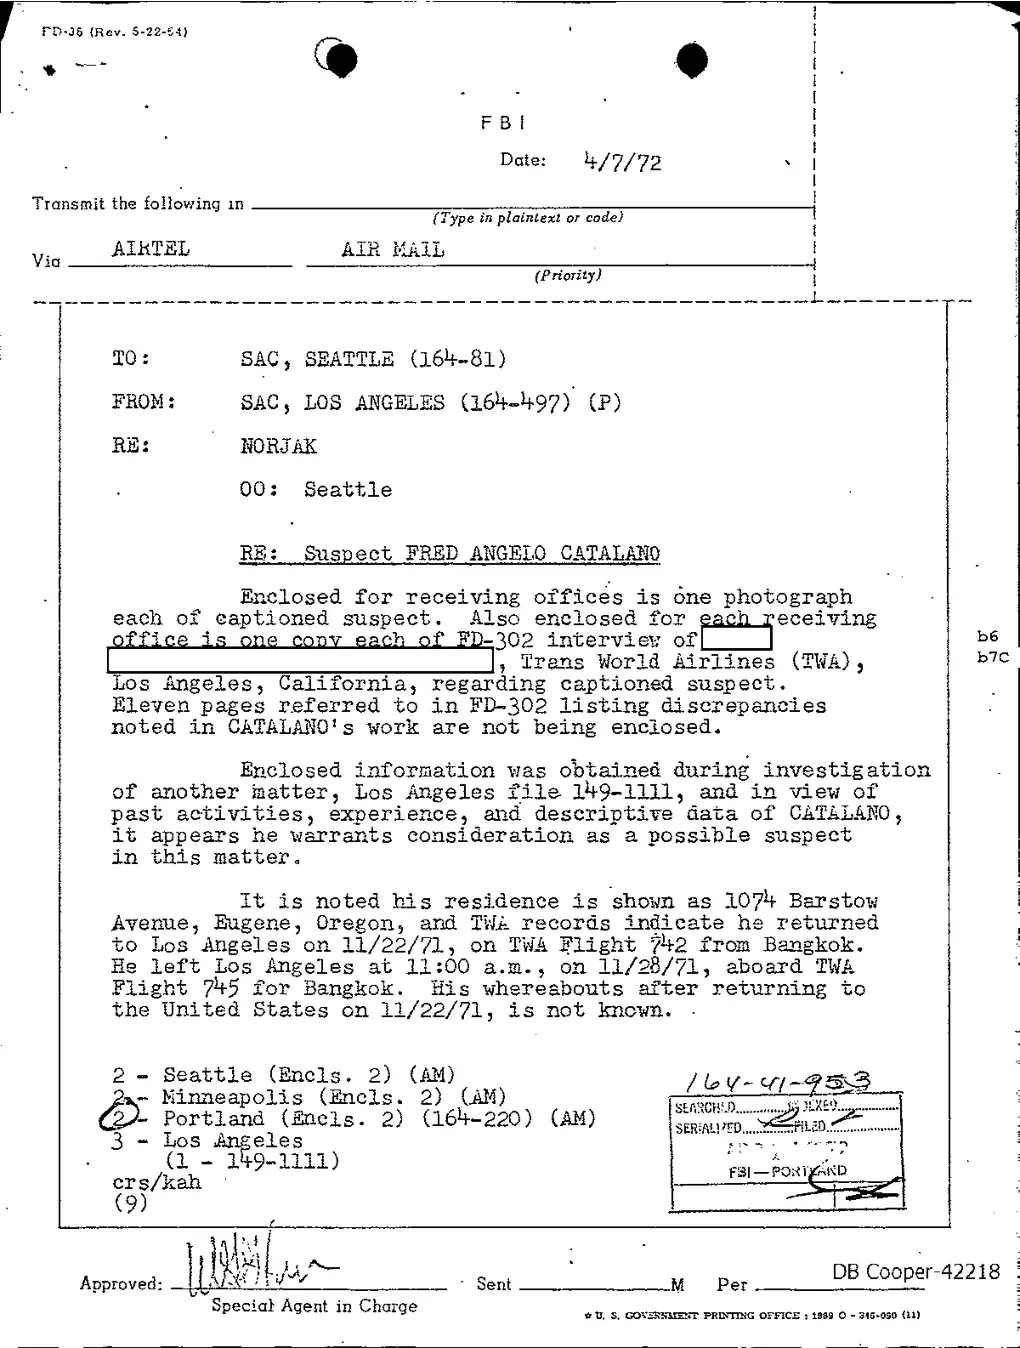 FD-36 (Rev. 5-22-64)
F B I
Date: 4/7/72
Transmit the following in
(Type in plaintext or code)
Via AIRTEL AIR MAIL
(Priority)
TO: SAC, SEATTLE (164-81)
FROM: SAC, LOS ANGELES (164-497) (P)
RE: NORJAK
OO: Seattle
RE: Suspect FRED ANGELO CATALANO
Enclosed for receiving offices is one photograph
each of captioned suspect. Also enclosed for each receiving
office is one copy each of FD-302 interview of
b6
, Trans World Airlines (TWA),
b7C
Los Angeles, California, regarding captioned suspect.
Eleven pages referred to in FD-302 listing discrepancies
noted in CATALANO's work are not being enclosed.
Enclosed information was obtained during investigation
of another matter, Los Angeles file 149-1111, and in view of
past activities, experience, and descriptive data of CATALANO,
it appears he warrants consideration as a possible suspect
in this matter.
It is noted his residence is shown as 1074 Barstow
Avenue, Eugene, Oregon, and TWA records indicate he returned
to Los Angeles on 11/22/71, on TWA Flight 742 from Bangkok.
He left Los Angeles at 11:00 a.m., on 11/28/71, aboard TWA
Flight 745 for Bangkok. His whereabouts after returning to
the United States on 11/22/71, is not known.
2 - Seattle (Encls. 2) (AM)
2 - Minneapolis (Encls. 2) (AM)
2 - Portland (Encls. 2) (164-220) (AM)
3 - Los Angeles
(1 - 149-1111)
crs/kah
(9)
164-41-953
SEARCHED INDEXED
SERIALIZED FILED
FBI — PORTLAND
Approved: Sent M Per
Special Agent in Charge
DB Cooper-42218
☆ U. S. GOVERNMENT PRINTING OFFICE : 1969 O - 346-090 (11)